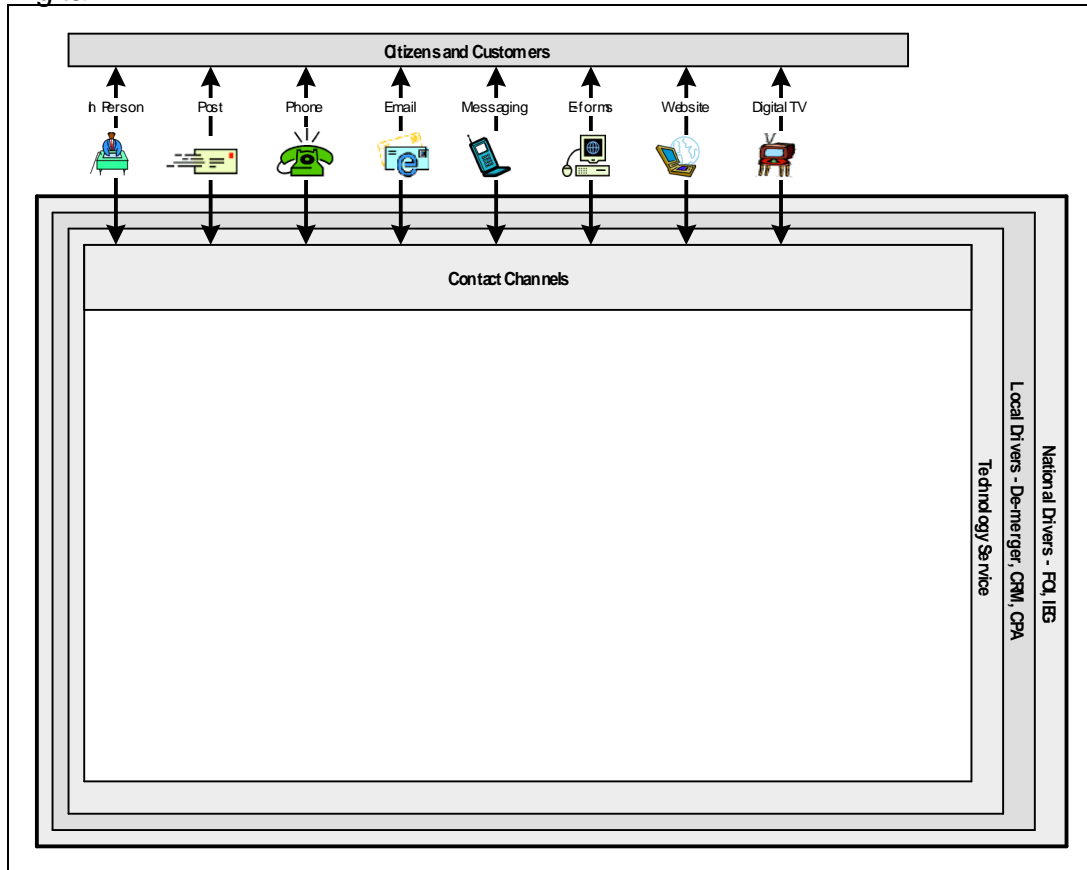 Citizens and Customers
In Person
Post
Phone
Email
Messaging
E-forms
Website
Digital TV
Contact Channels
Technology Service
Local Drivers - De-merger, CRM, CPA
National Drivers - FOI, IEG